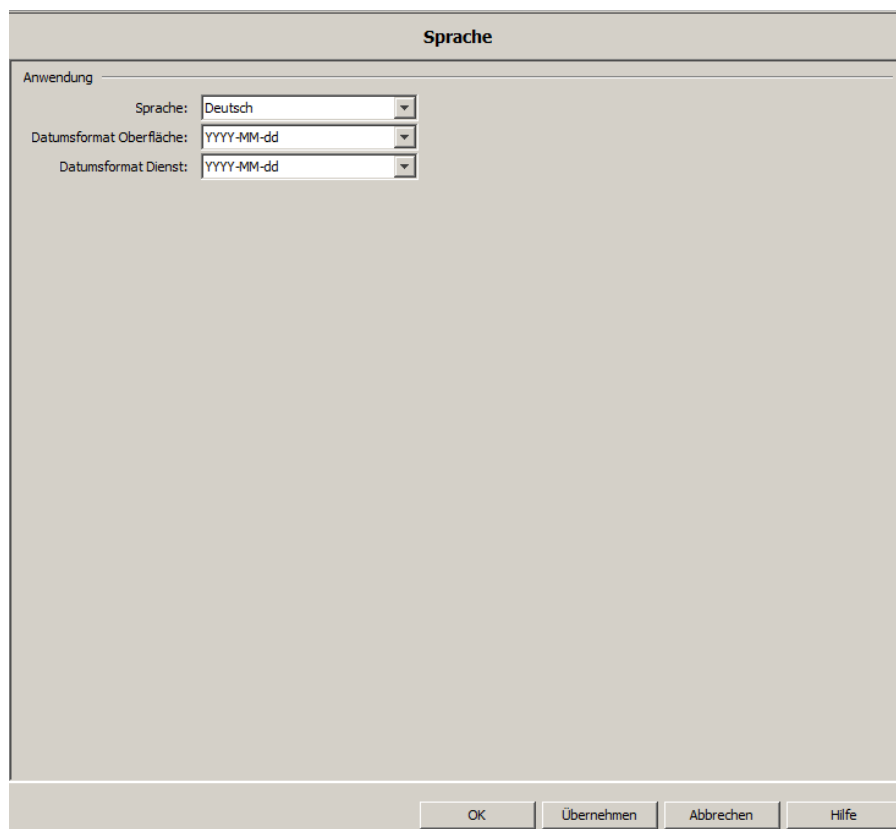 Sprache
Anwendung
Sprache: Deutsch
Datumsformat Oberfläche: YYYY-MM-dd
Datumsformat Dienst: YYYY-MM-dd
OK Übernehmen Abbrechen Hilfe